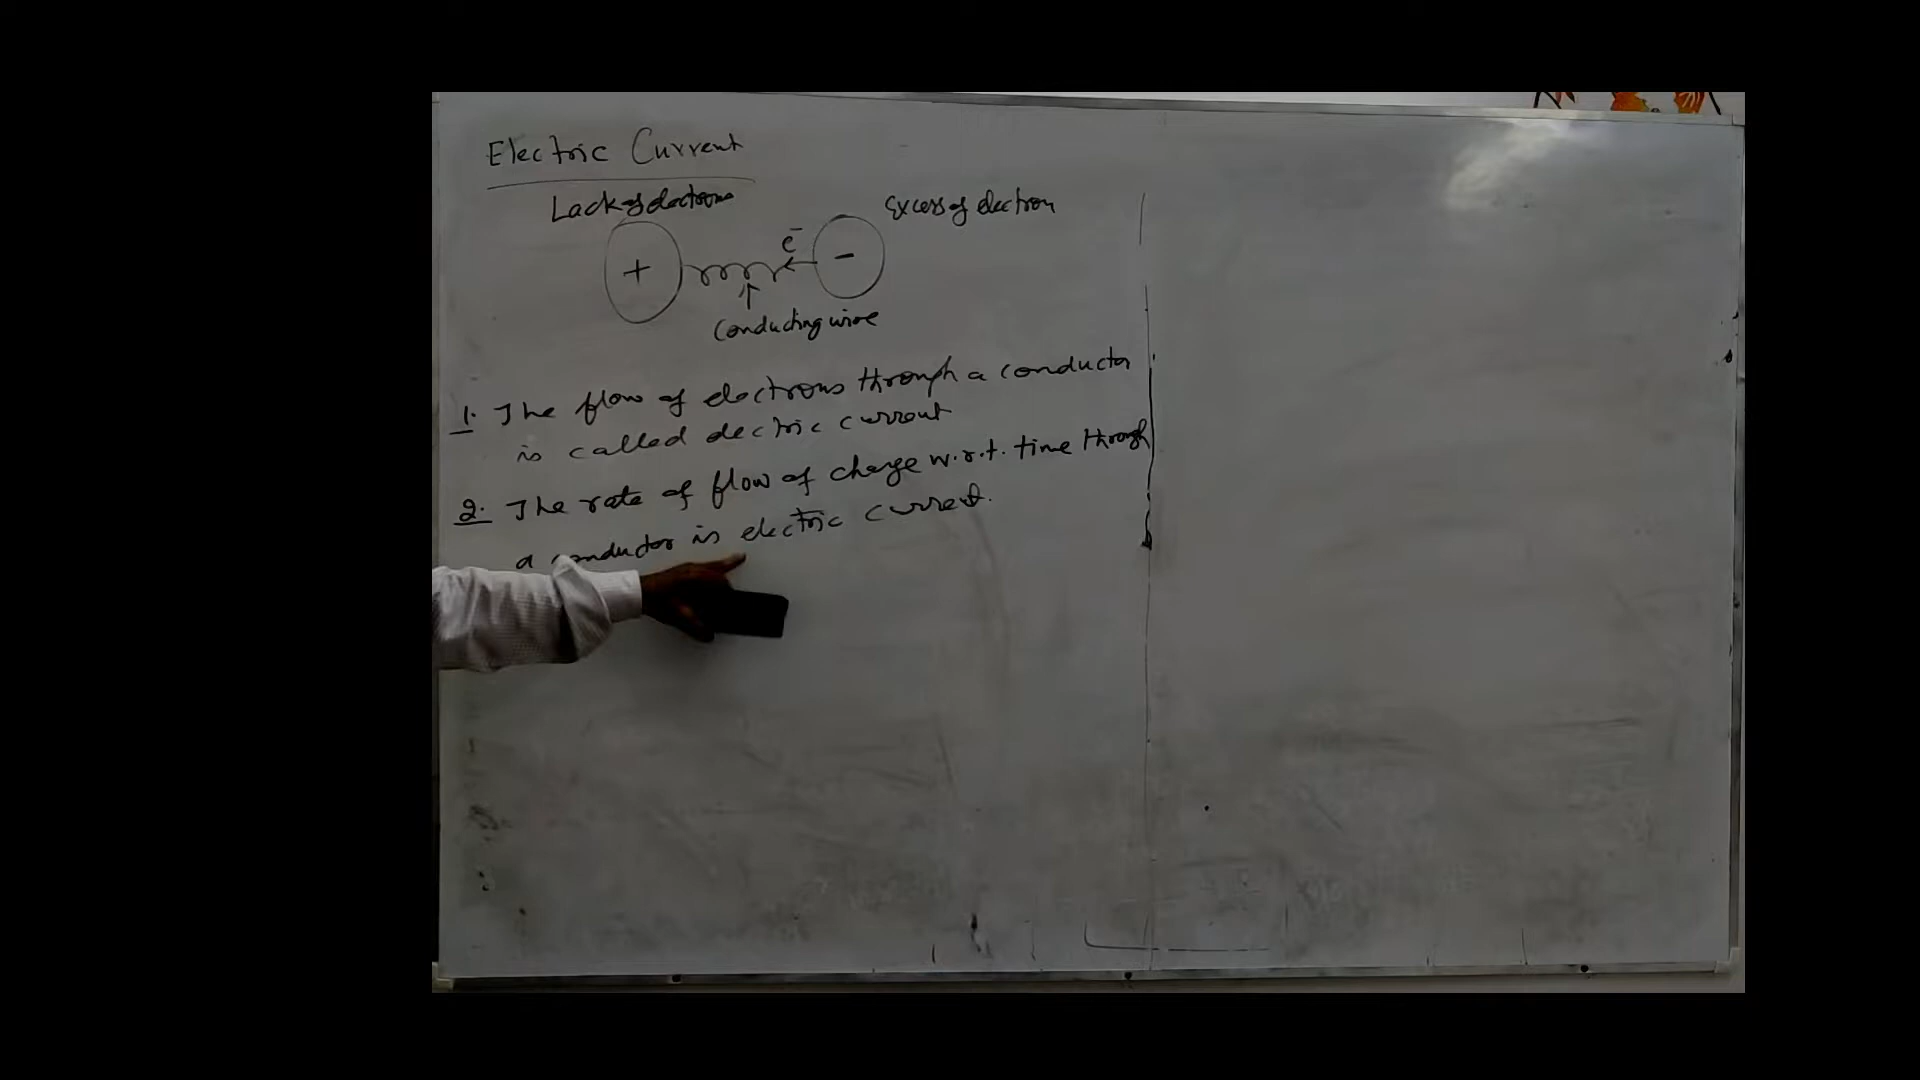 Electric Current
Lack of electrons
Excess of electron
e⁻
+
-
Conducting wire
1. The flow of electrons through a conductor
is called electric current
2. The rate of flow of charge w.r.t. time through
a conductor is electric current.